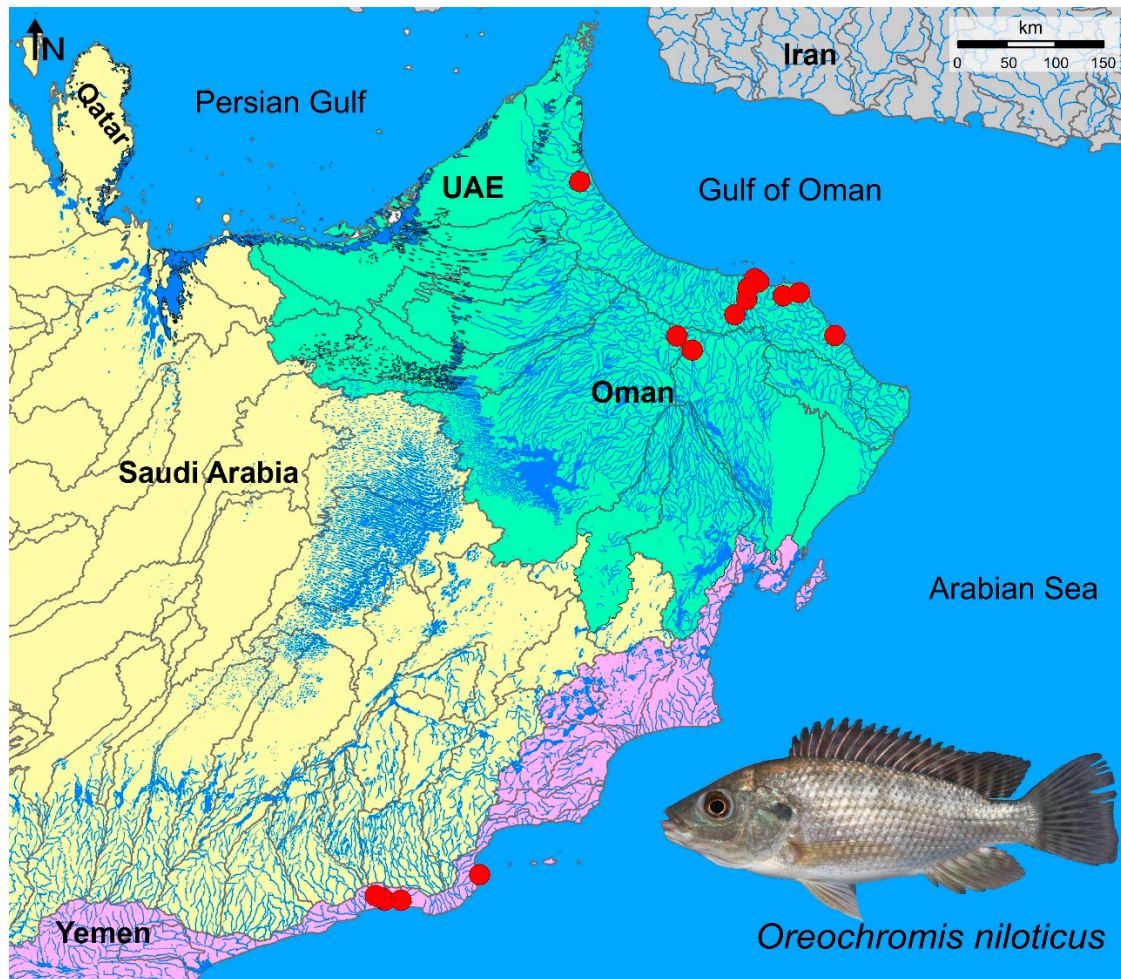 N
km
0 50 100 150
Iran
Qatar
Persian Gulf
UAE
Gulf of Oman
Oman
Saudi Arabia
Arabian Sea
Yemen
Oreochromis niloticus